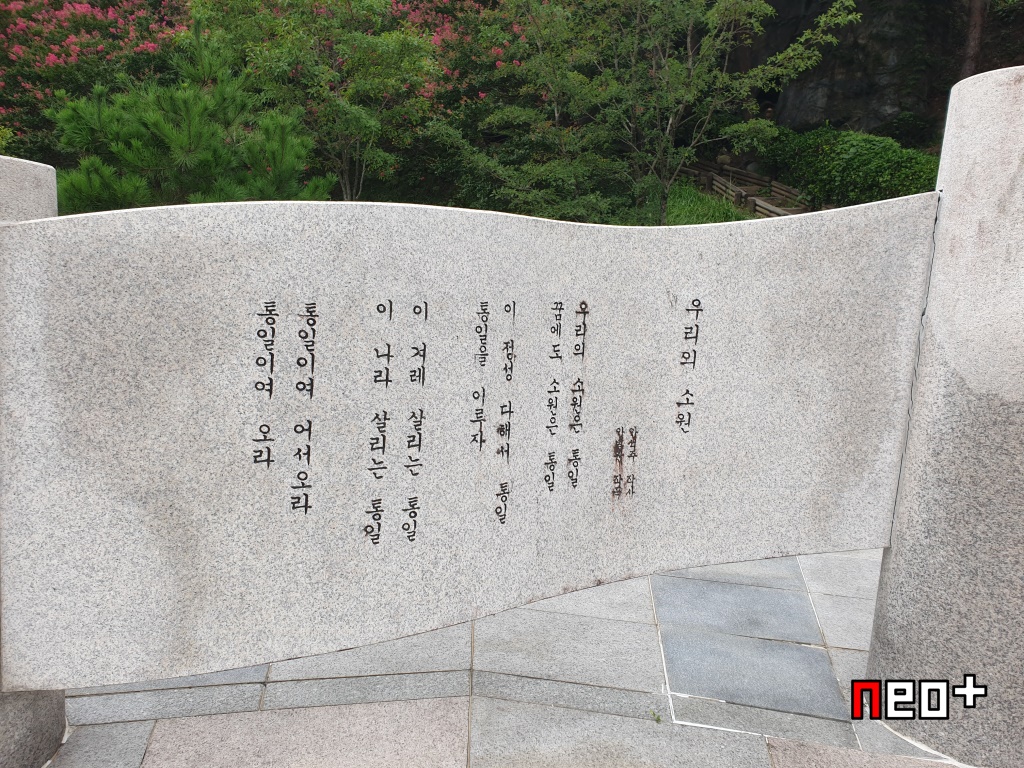 우리의 소원
안석주 작사
작곡
우리의 소원은 통일
꿈에도 소원은 통일
이 정성 다해서 통일
통일을 이루자
이 겨레 살리는 통일
이 나라 살리는 통일
통일이여 어서오라
통일이여 오라
neo+